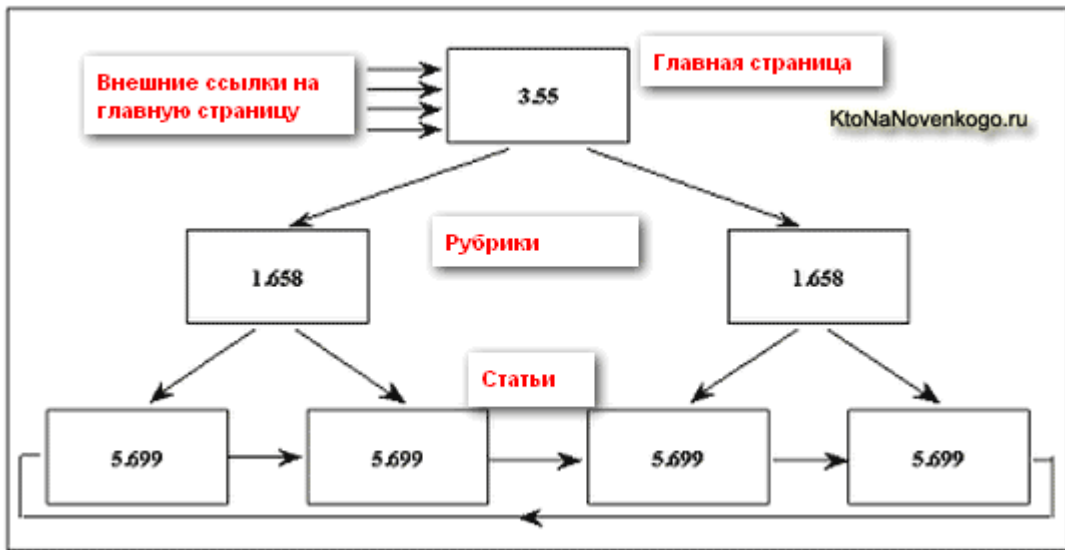 Внешние ссылки на
главную страницу
3.55
Главная страница
KtoNaNovenkogo.ru
Рубрики
1.658
1.658
Статьи
5.699
5.699
5.699
5.699